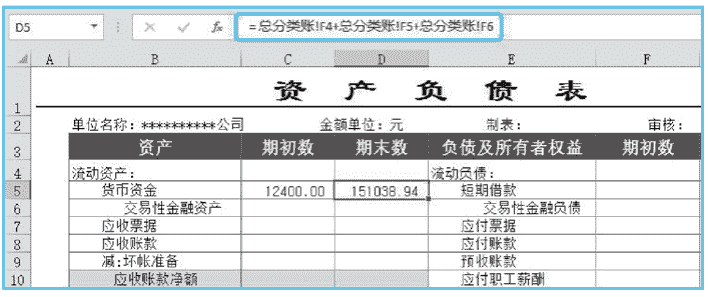 D5 fx =总分类账!F4+总分类账!F5+总分类账!F6
A B C D E F
1 资 产 负 债 表
2 单位名称: **********公司 金额单位: 元 制表: 审核:
3 资产 期初数 期末数 负债及所有者权益 期初数
4 流动资产: 流动负债:
5 货币资金 12400.00 151038.94 短期借款
6 交易性金融资产 交易性金融负债
7 应收票据 应付票据
8 应收账款 应付账款
9 减:坏帐准备 预收账款
10 应收账款净额 应付职工薪酬